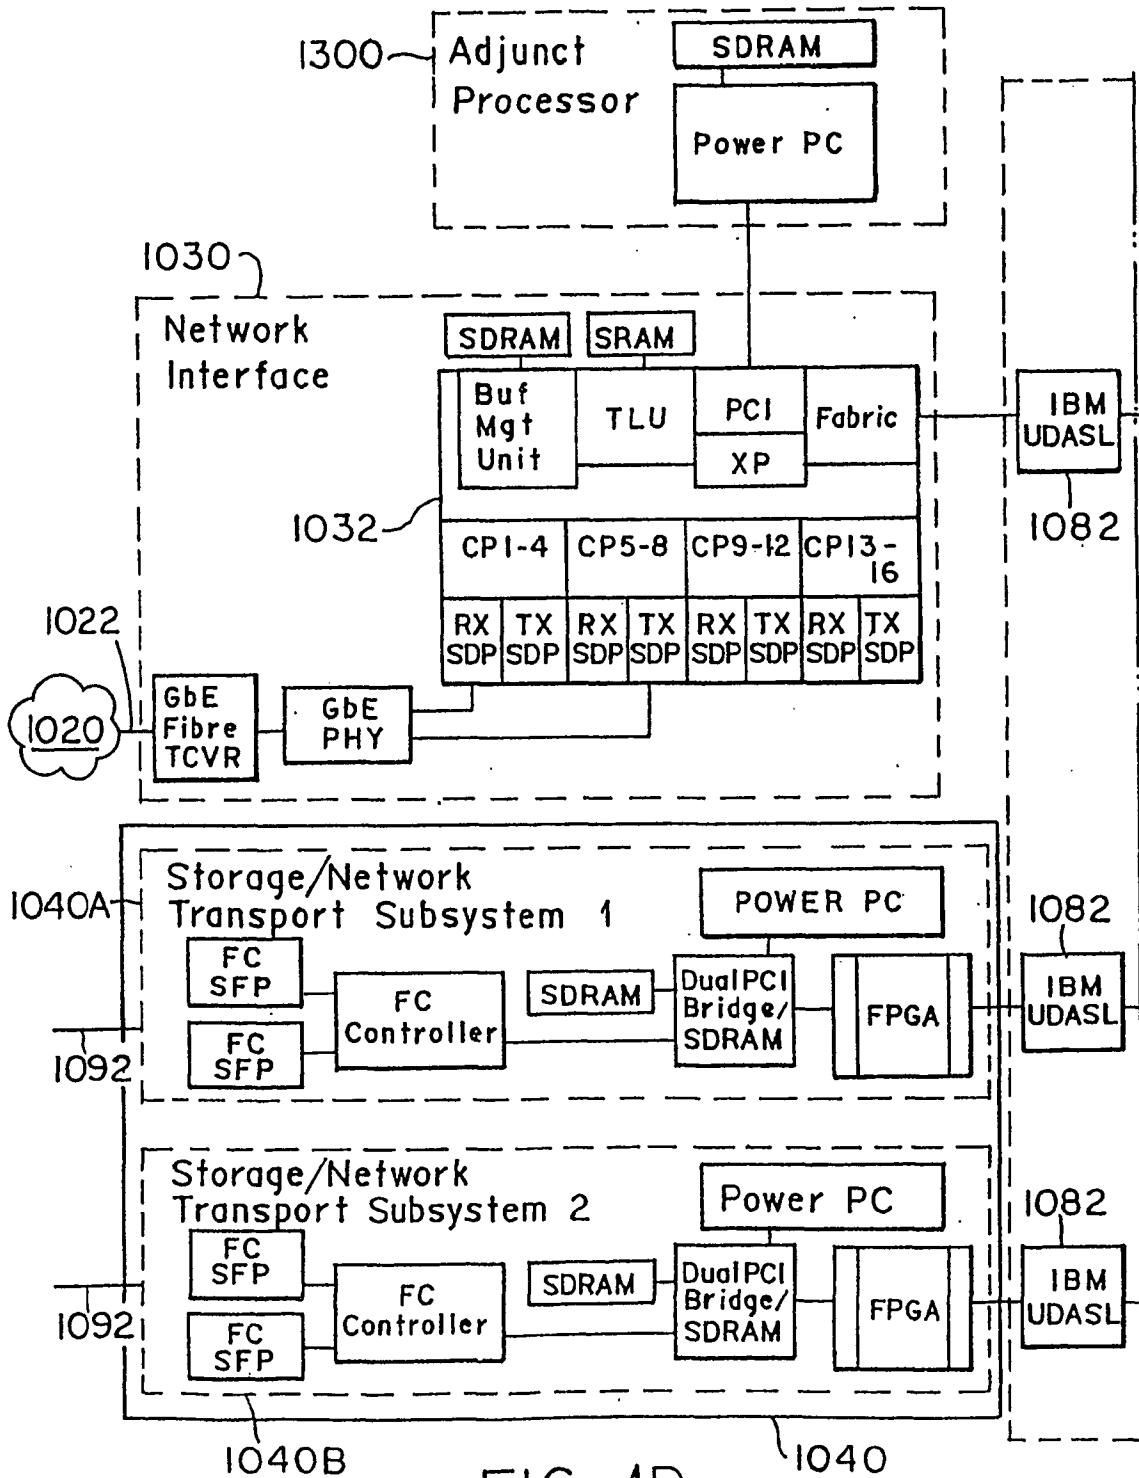 1300
Adjunct
Processor
SDRAM
Power PC
1030
Network
Interface
SDRAM
SRAM
Buf
Mgt
Unit
TLU
PCI
XP
Fabric
IBM
UDASL
1082
1032
CP1-4
CP5-8
CP9-12
CP13-
16
RX
SDP
TX
SDP
RX
SDP
TX
SDP
RX
SDP
TX
SDP
RX
SDP
TX
SDP
1022
1020
GbE
Fibre
TCVR
GbE
PHY
1040A
Storage/Network
Transport Subsystem 1
POWER PC
FC
SFP
FC
SFP
FC
Controller
SDRAM
DualPCI
Bridge/
SDRAM
FPGA
1082
IBM
UDASL
1092
Storage/Network
Transport Subsystem 2
Power PC
FC
SFP
FC
SFP
FC
Controller
SDRAM
DualPCI
Bridge/
SDRAM
FPGA
1082
IBM
UDASL
1092
1040B
1040